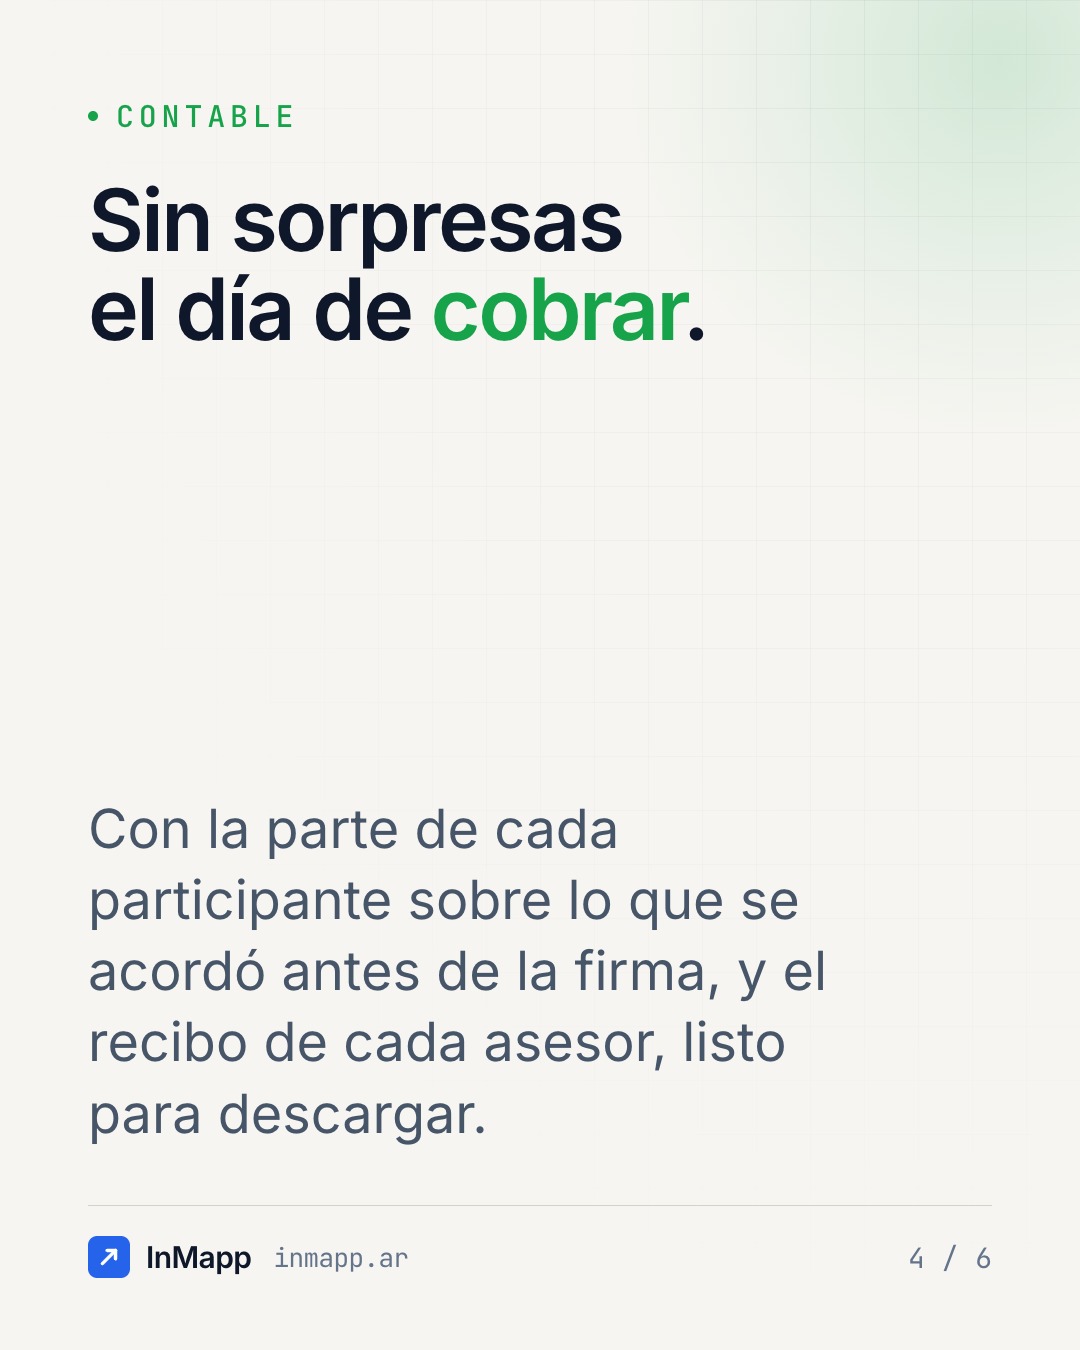 • CONTABLE
Sin sorpresas
el día de cobrar.
Con la parte de cada
participante sobre lo que se
acordó antes de la firma, y el
recibo de cada asesor, listo
para descargar.
InMapp inmapp.ar 4 / 6